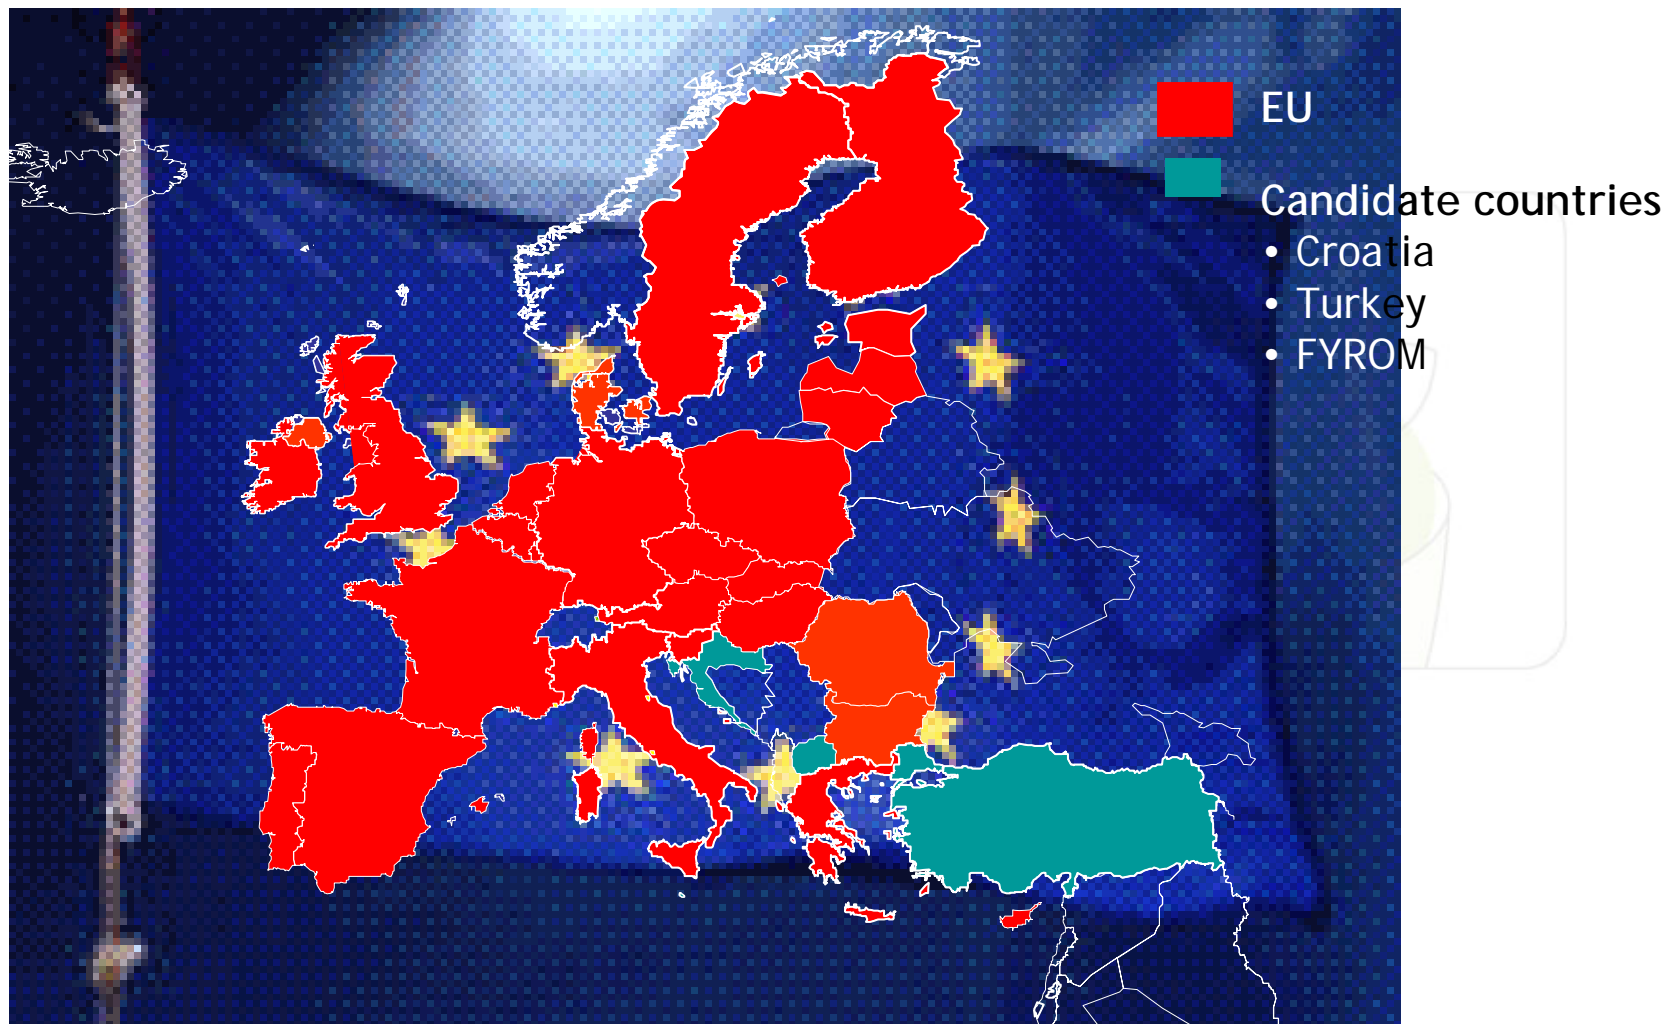 EU
Candidate countries
• Croatia
• Turkey
• FYROM